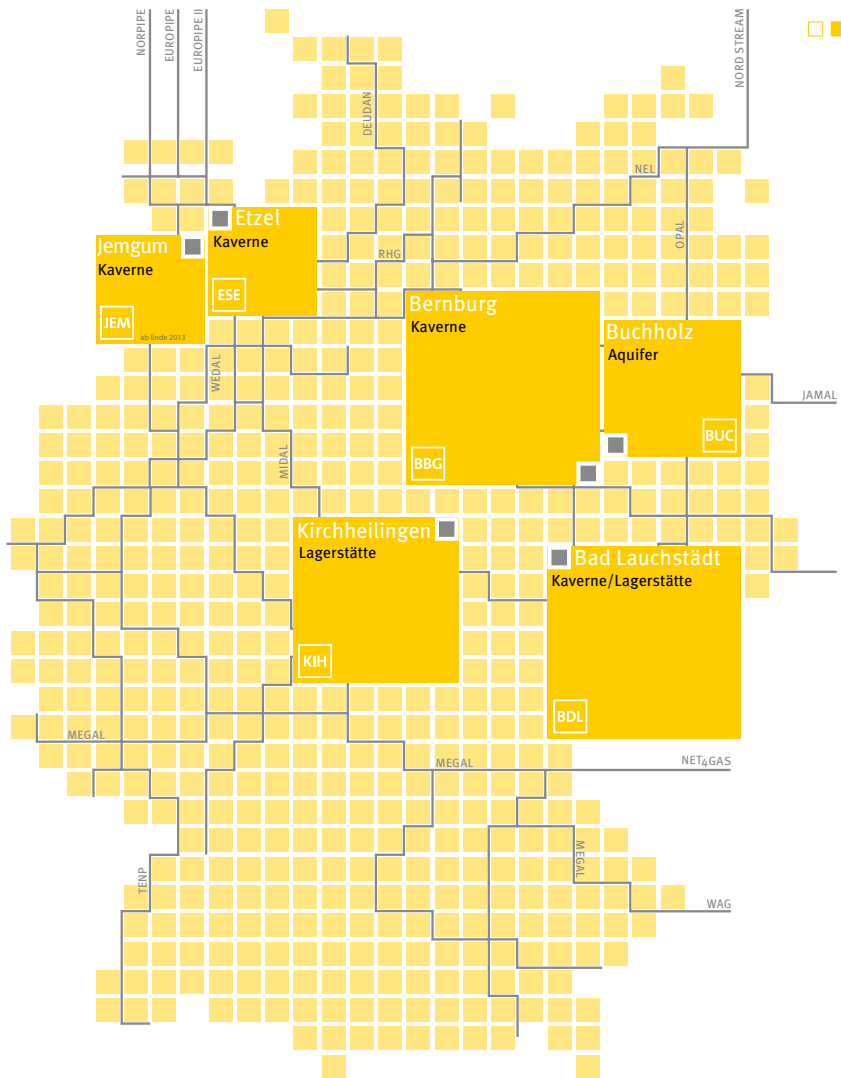 NORPIPE
EUROPIPE
EUROPIPE II
DEUDAN
NORD STREAM
NEL
OPAL
RHG
Etzel
Kaverne
ESE
Jemgum
Kaverne
JEM
ab Ende 2013
Bernburg
Kaverne
BBG
Buchholz
Aquifer
BUC
JAMAL
WEDAL
MIDAL
Kirchheilingen
Lagerstätte
KIH
Bad Lauchstädt
Kaverne/Lagerstätte
BDL
MEGAL
MEGAL
NET4GAS
MEGAL
TENP
WAG